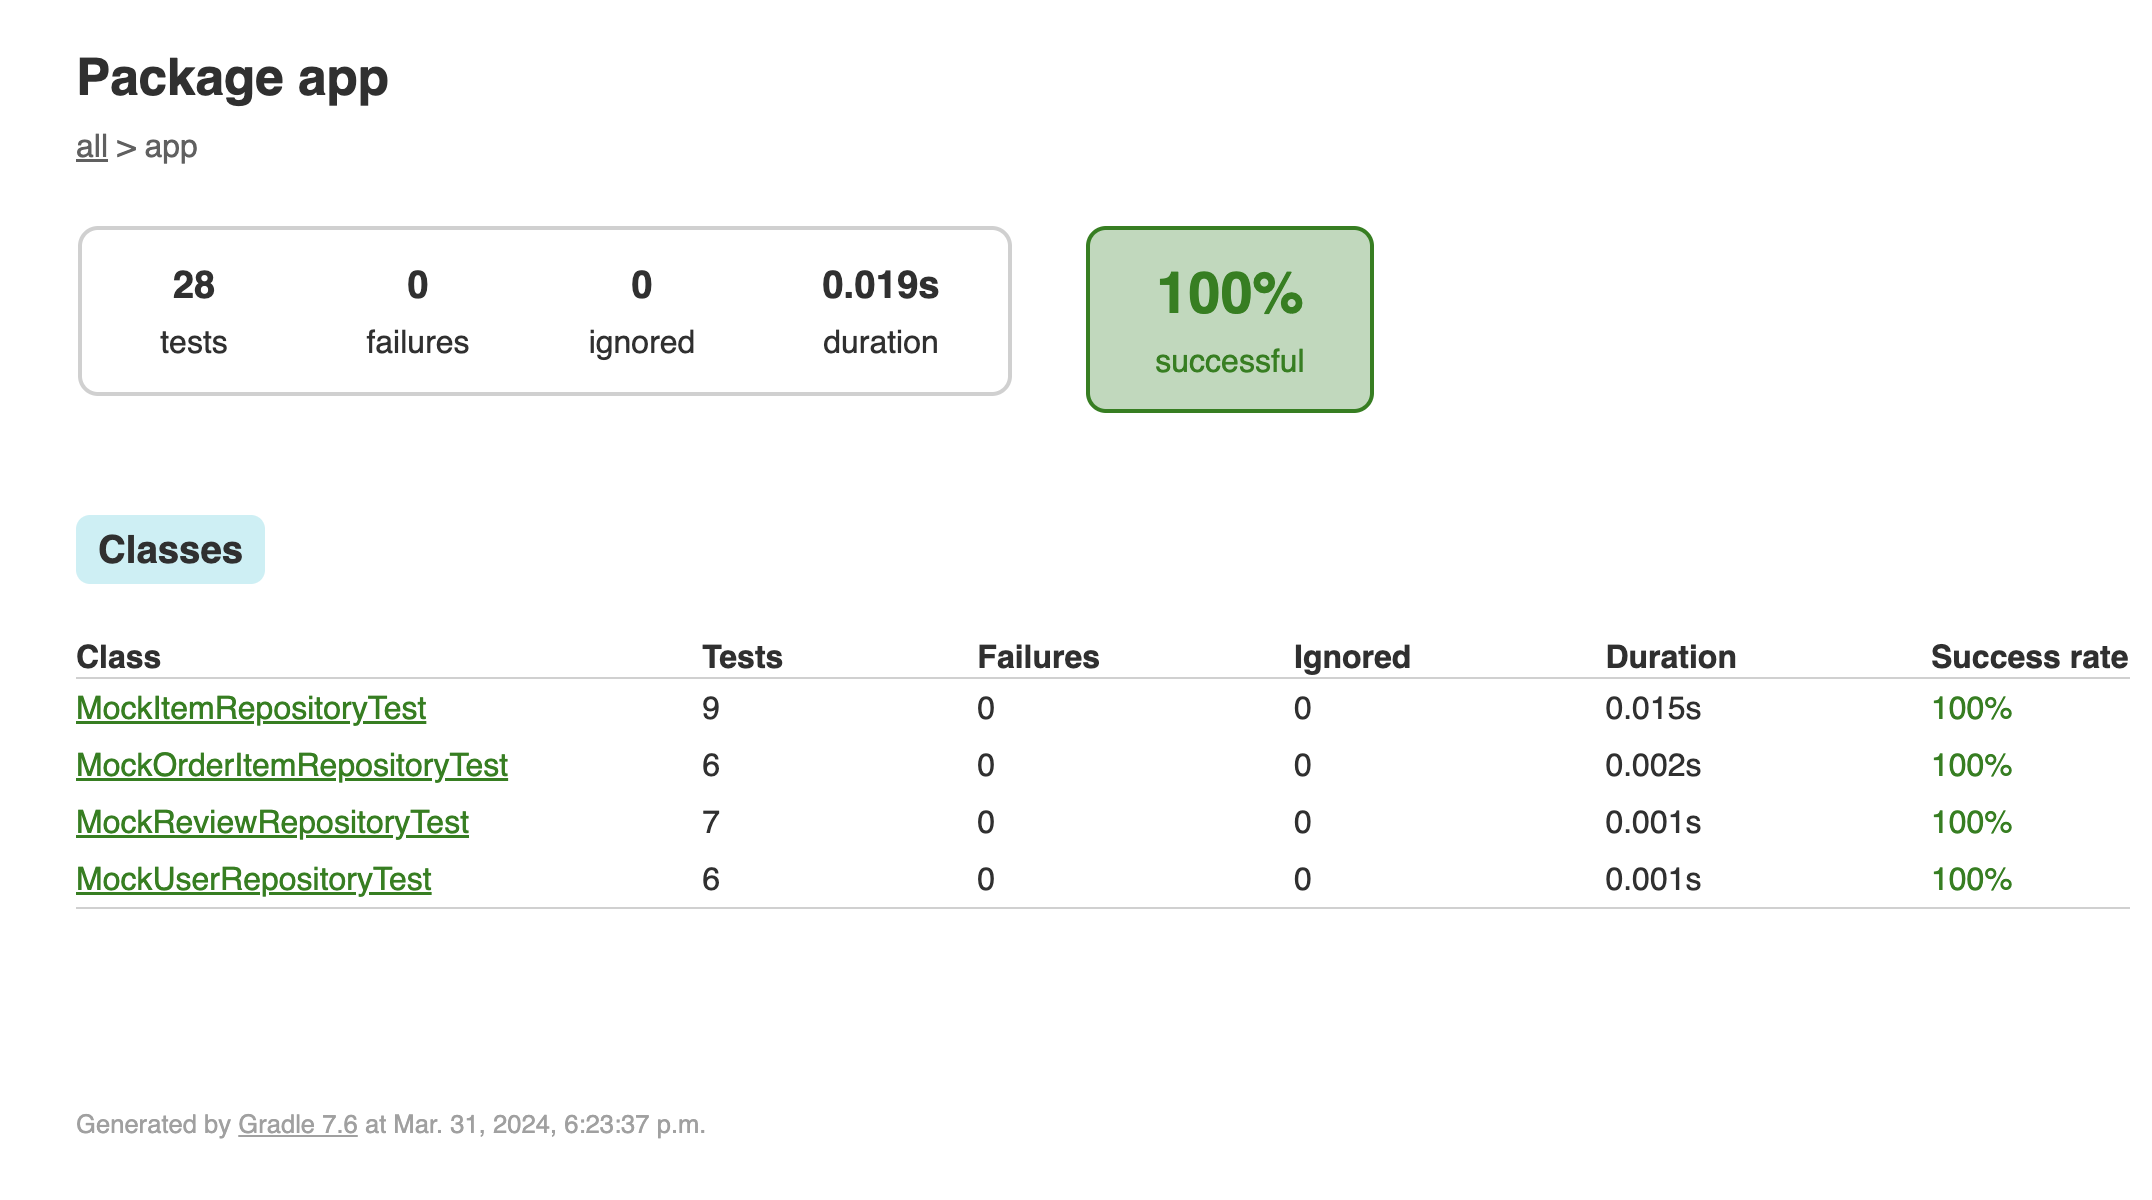 Package app
all > app
28 0 0 0.019s
tests failures ignored duration
100%
successful
Classes
Class Tests Failures Ignored Duration Success rate
MockItemRepositoryTest 9 0 0 0.015s 100%
MockOrderItemRepositoryTest 6 0 0 0.002s 100%
MockReviewRepositoryTest 7 0 0 0.001s 100%
MockUserRepositoryTest 6 0 0 0.001s 100%
Generated by Gradle 7.6 at Mar. 31, 2024, 6:23:37 p.m.